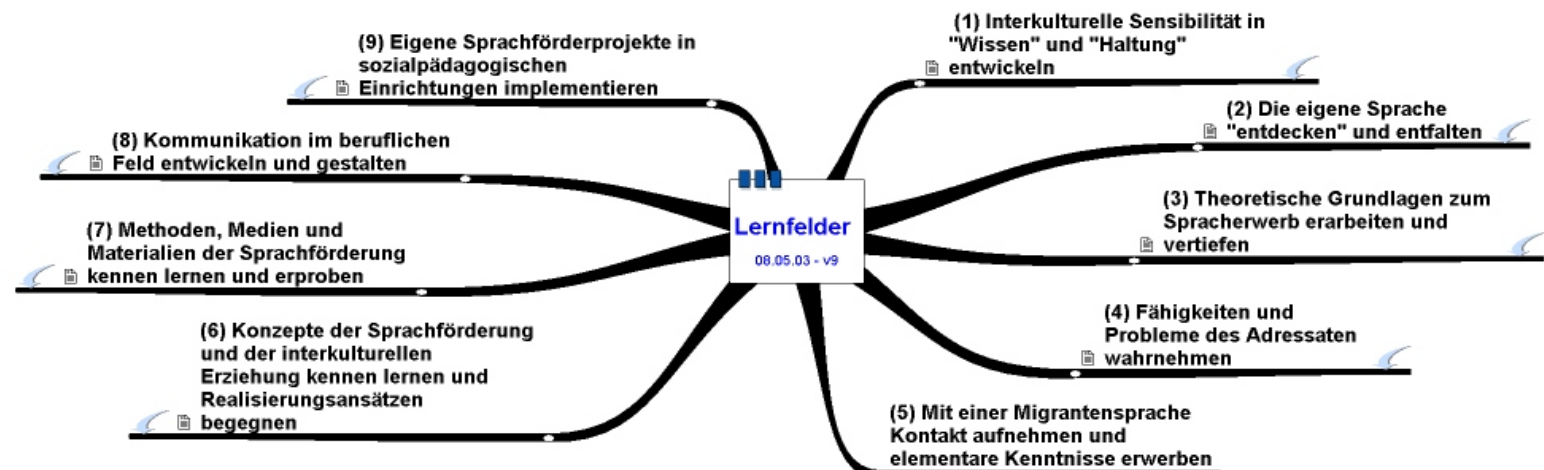 (1) Interkulturelle Sensibilität in
"Wissen" und "Haltung"
entwickeln
(2) Die eigene Sprache
"entdecken" und entfalten
(3) Theoretische Grundlagen zum
Spracherwerb erarbeiten und
vertiefen
(4) Fähigkeiten und
Probleme des Adressaten
wahrnehmen
(5) Mit einer Migrantensprache
Kontakt aufnehmen und
elementare Kenntnisse erwerben
(6) Konzepte der Sprachförderung
und der interkulturellen
Erziehung kennen lernen und
Realisierungsansätzen
begegnen
(7) Methoden, Medien und
Materialien der Sprachförderung
kennen lernen und erproben
(8) Kommunikation im beruflichen
Feld entwickeln und gestalten
(9) Eigene Sprachförderprojekte in
sozialpädagogischen
Einrichtungen implementieren
Lernfelder
08.05.03 - v9